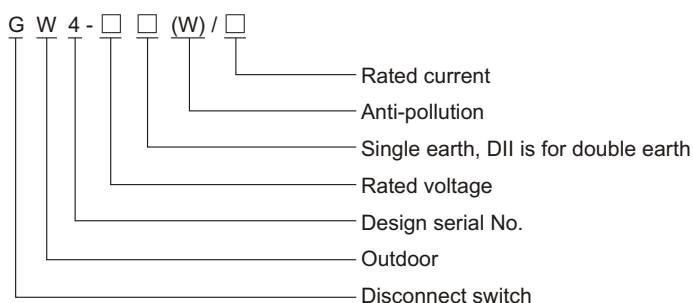 G W 4 - □ □ (W) / □
Rated current
Anti-pollution
Single earth, DII is for double earth
Rated voltage
Design serial No.
Outdoor
Disconnect switch